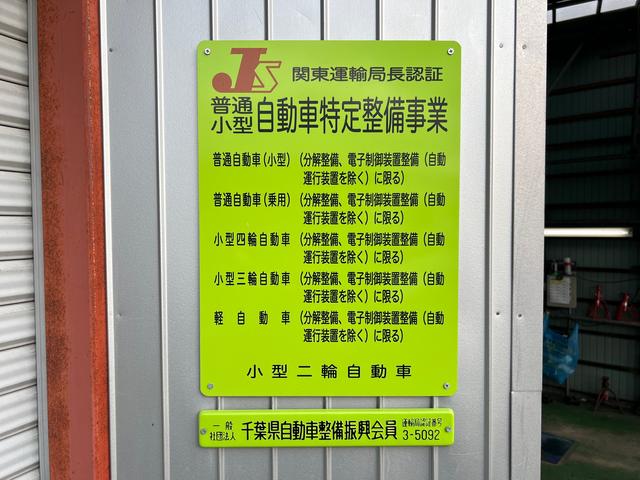 JS 関東運輸局長認証
普通
小型 自動車特定整備事業
普通自動車(小型) (分解整備、電子制御装置整備(自動
運行装置を除く)に限る)
普通自動車(乗用) (分解整備、電子制御装置整備(自動
運行装置を除く)に限る)
小型四輪自動車 (分解整備、電子制御装置整備(自動
運行装置を除く)に限る)
小型三輪自動車 (分解整備、電子制御装置整備(自動
運行装置を除く)に限る)
軽自動車 (分解整備、電子制御装置整備(自動
運行装置を除く)に限る)
小型二輪自動車
一般
社団法人 千葉県自動車整備振興会員 運輸局認証番号
3-5092